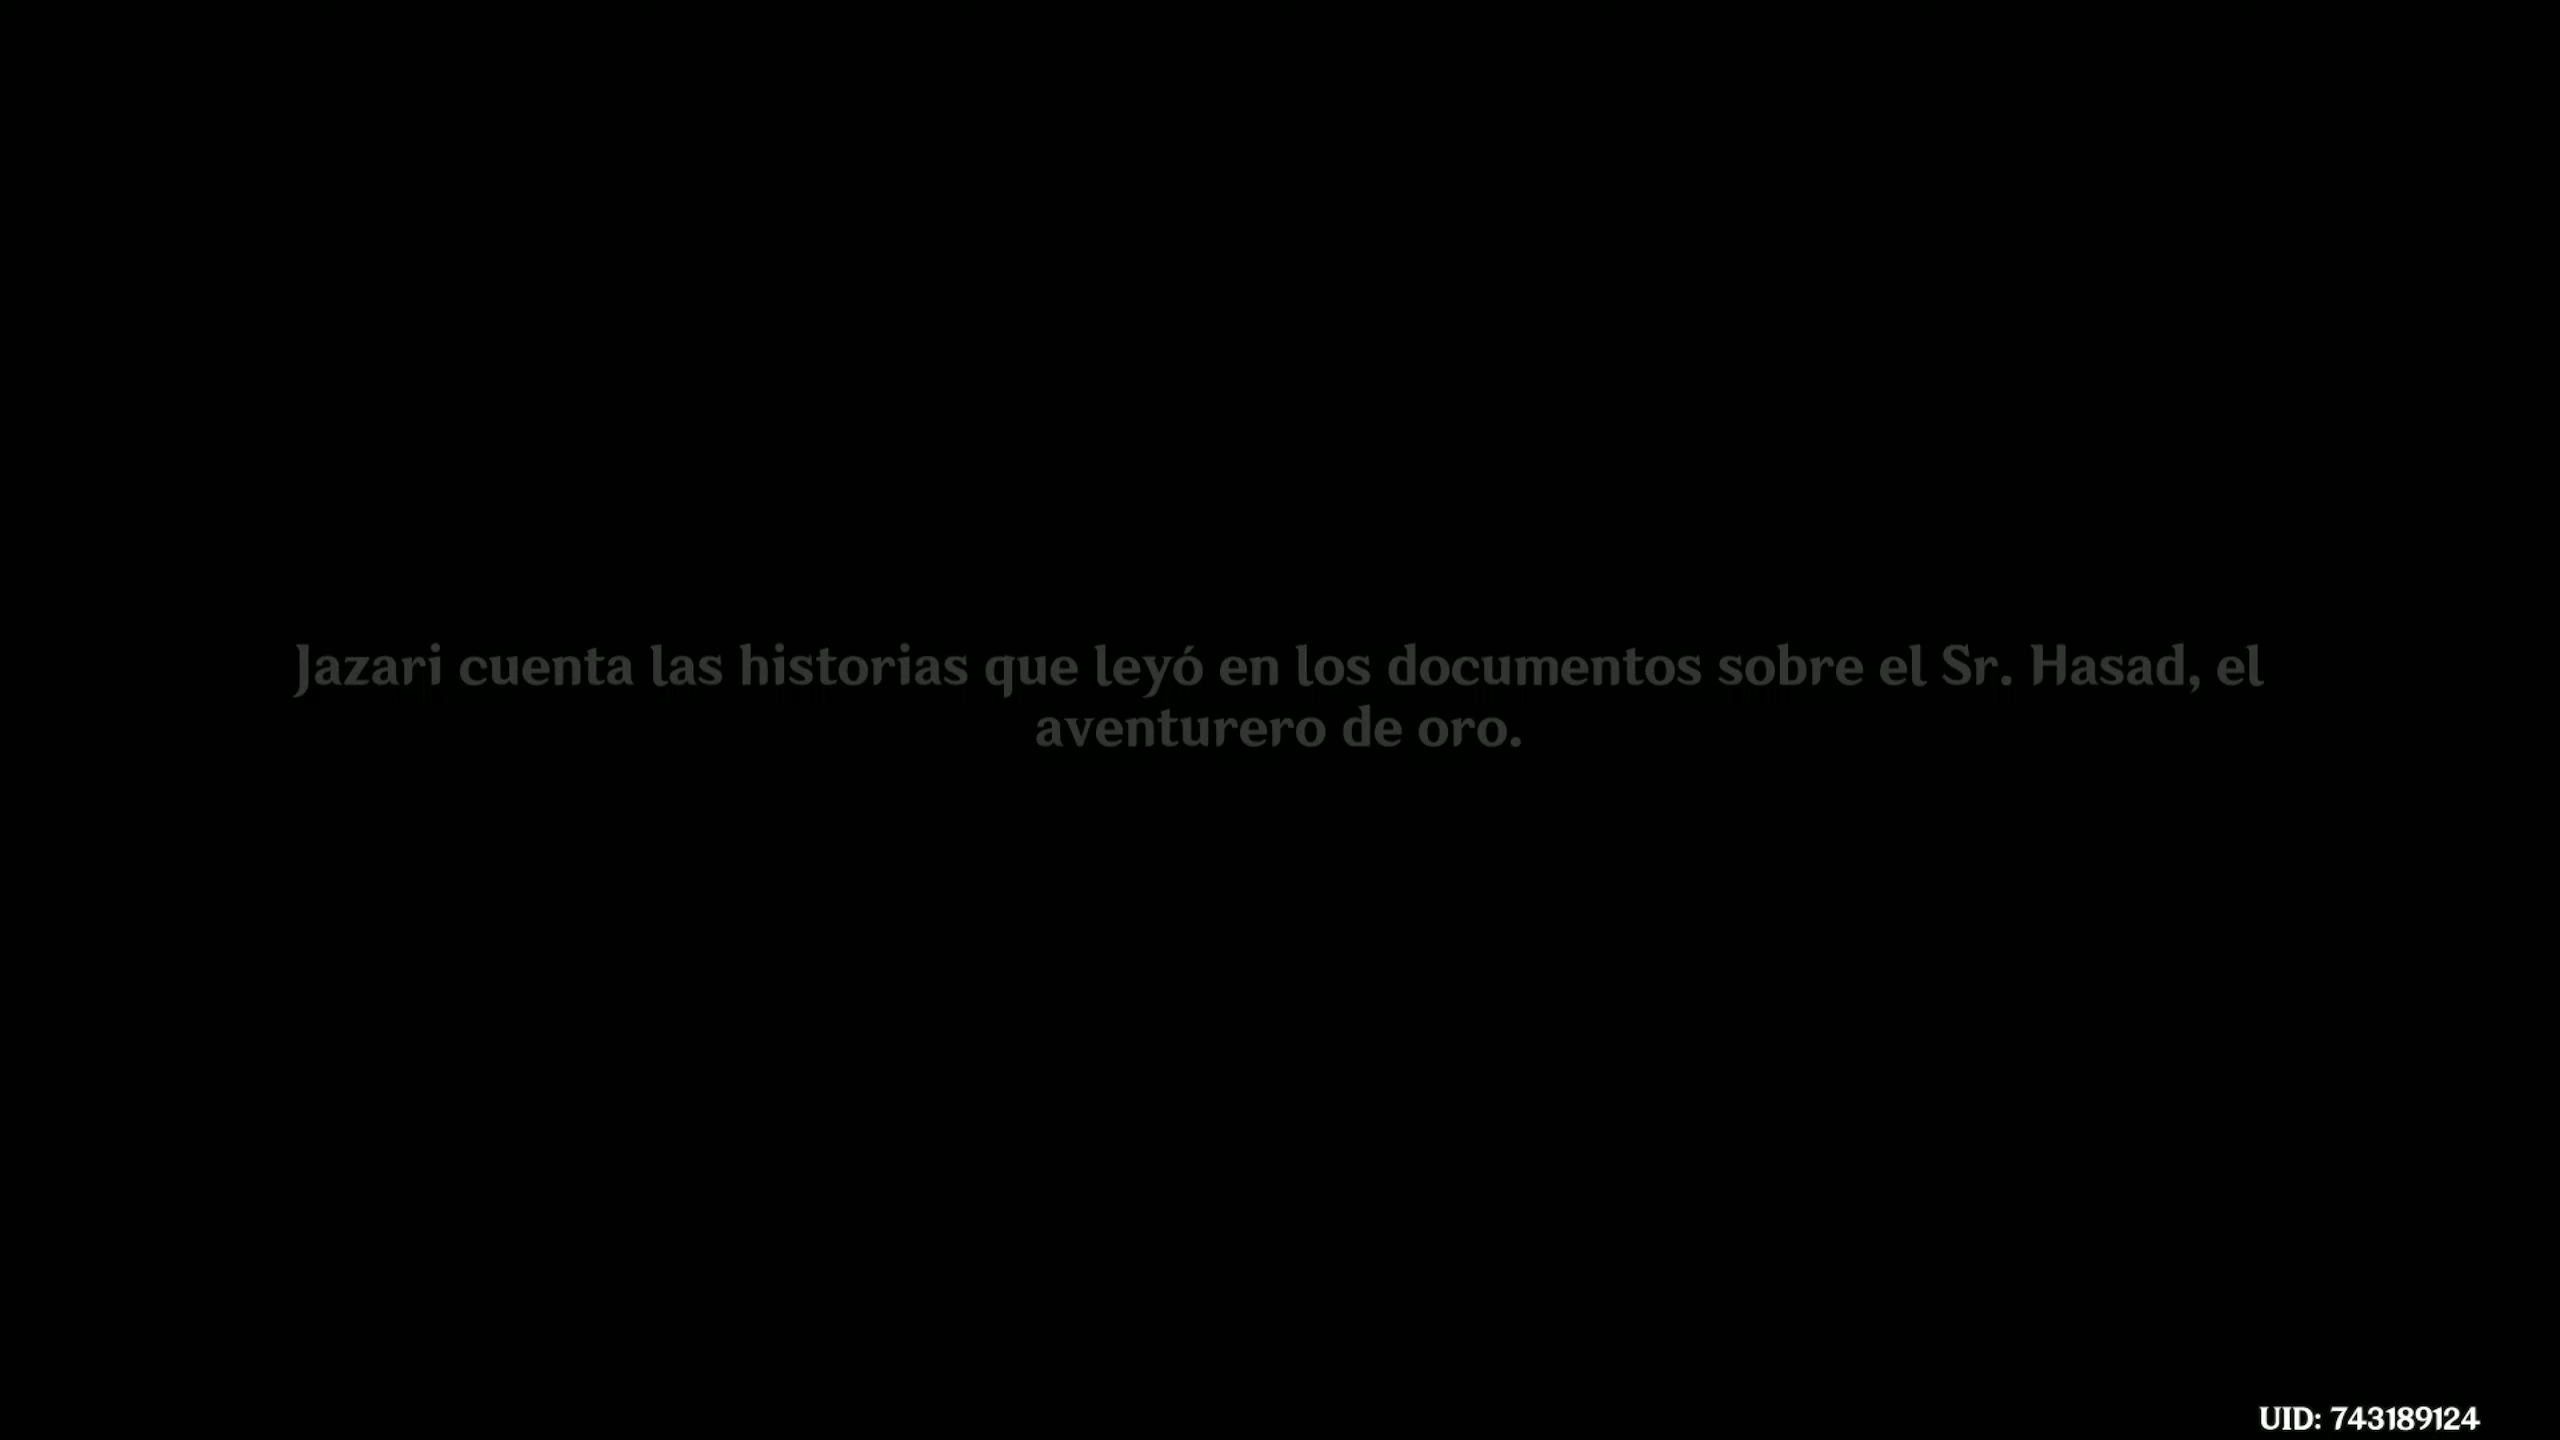 Jazari cuenta las historias que leyó en los documentos sobre el Sr. Hasad, el
aventurero de oro.
UID: 743189124